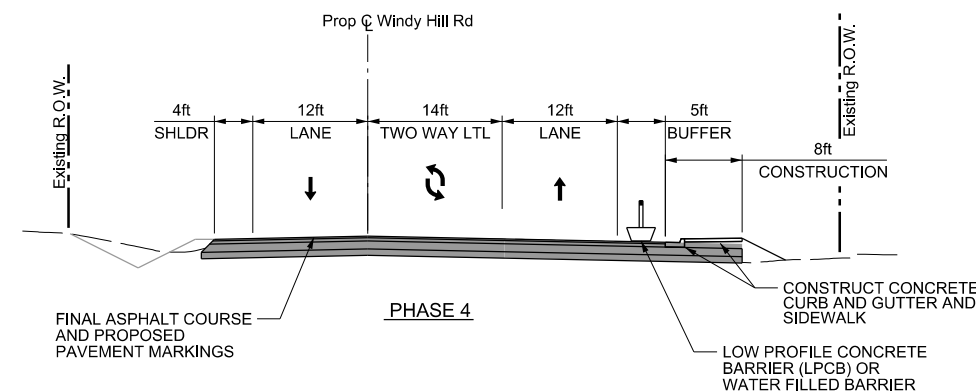 Prop ℄ Windy Hill Rd
Existing R.O.W.
Existing R.O.W.
4ft
12ft
14ft
12ft
5ft
SHLDR
LANE
TWO WAY LTL
LANE
BUFFER
8ft
CONSTRUCTION
PHASE 4
FINAL ASPHALT COURSE
AND PROPOSED
PAVEMENT MARKINGS
CONSTRUCT CONCRETE
CURB AND GUTTER AND
SIDEWALK
LOW PROFILE CONCRETE
BARRIER (LPCB) OR
WATER FILLED BARRIER